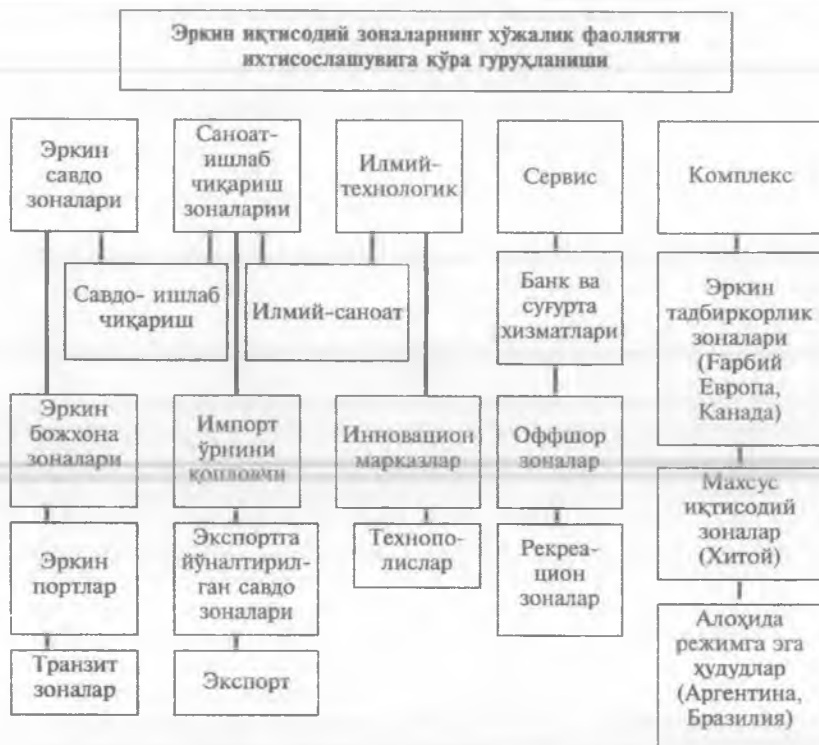 Эркин иқтисодий зоналарнинг хўжалик фаолияти
ихтисослашувига кўра гуруҳланиши
Эркин
савдо
зоналари
Саноат-
ишлаб
чиқариш
зоналарии
Илмий-
технологик
Сервис
Комплекс
Савдо- ишлаб
чиқариш
Илмий-саноат
Банк ва
суғурта
хизматлари
Эркин
тадбиркорлик
зоналари
(Ғарбий
Европа,
Канада)
Эркин
божхона
зоналари
Импорт
ўрнини
қопловчи
Инновацион
марказлар
Оффшор
зоналар
Махсус
иқтисодий
зоналар
(Хитой)
Эркин
портлар
Экспортга
йўналтирил-
ган савдо
зоналари
Технопо-
лислар
Рекреа-
цион
зоналар
Транзит
зоналар
Экспорт
Алоҳида
режимга эга
ҳудудлар
(Аргентина,
Бразилия)